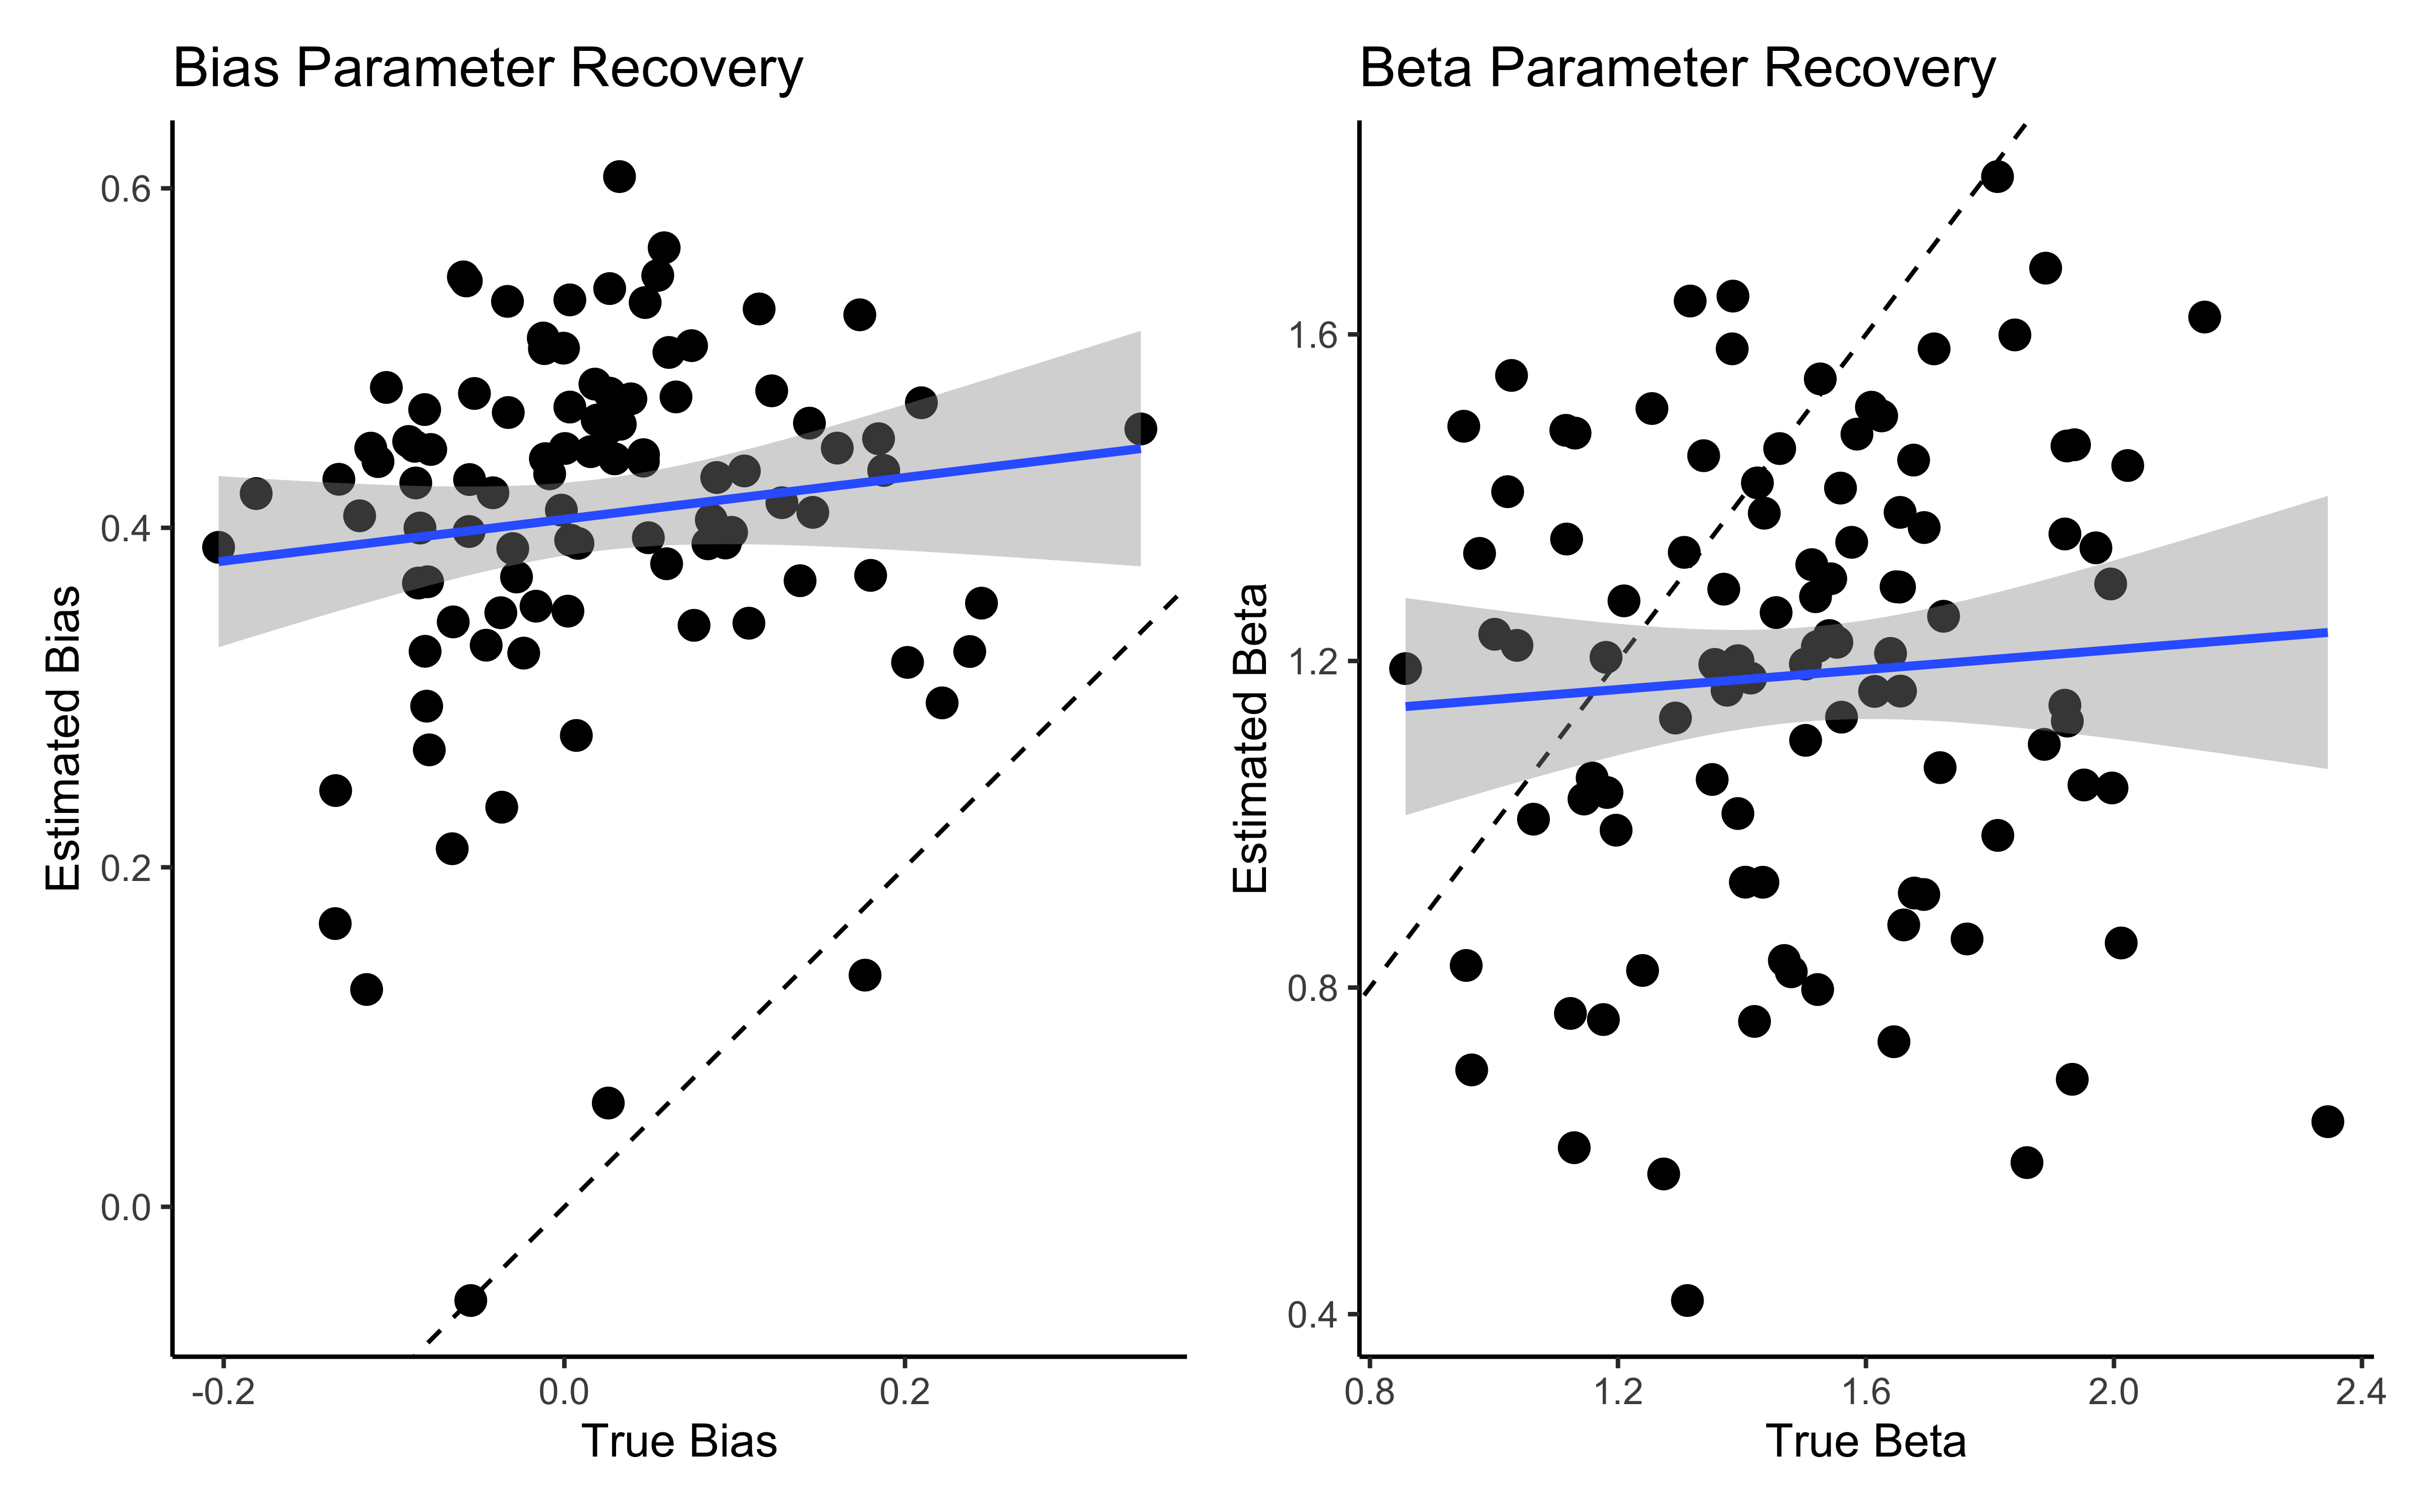 Bias Parameter Recovery
Estimated Bias
0.6
0.4
0.2
0.0
-0.2 0.0 0.2
True Bias
Beta Parameter Recovery
Estimated Beta
1.6
1.2
0.8
0.4
0.8 1.2 1.6 2.0 2.4
True Beta